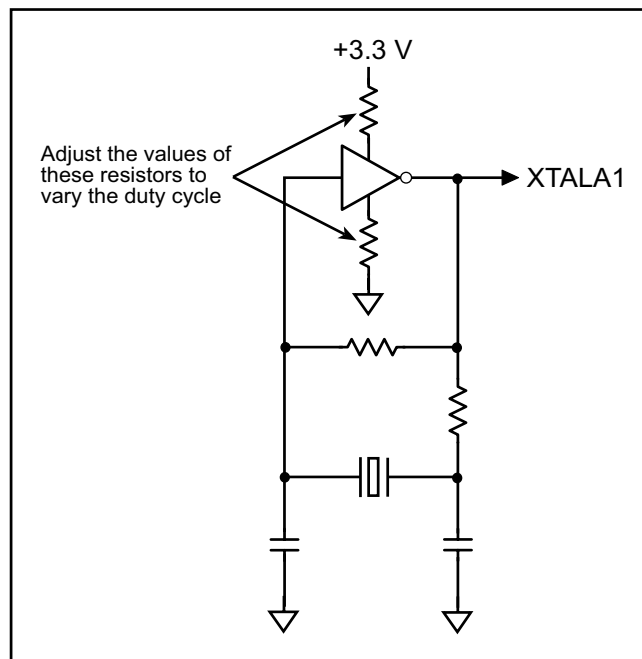 +3.3 V
Adjust the values of
these resistors to
vary the duty cycle
XTALA1